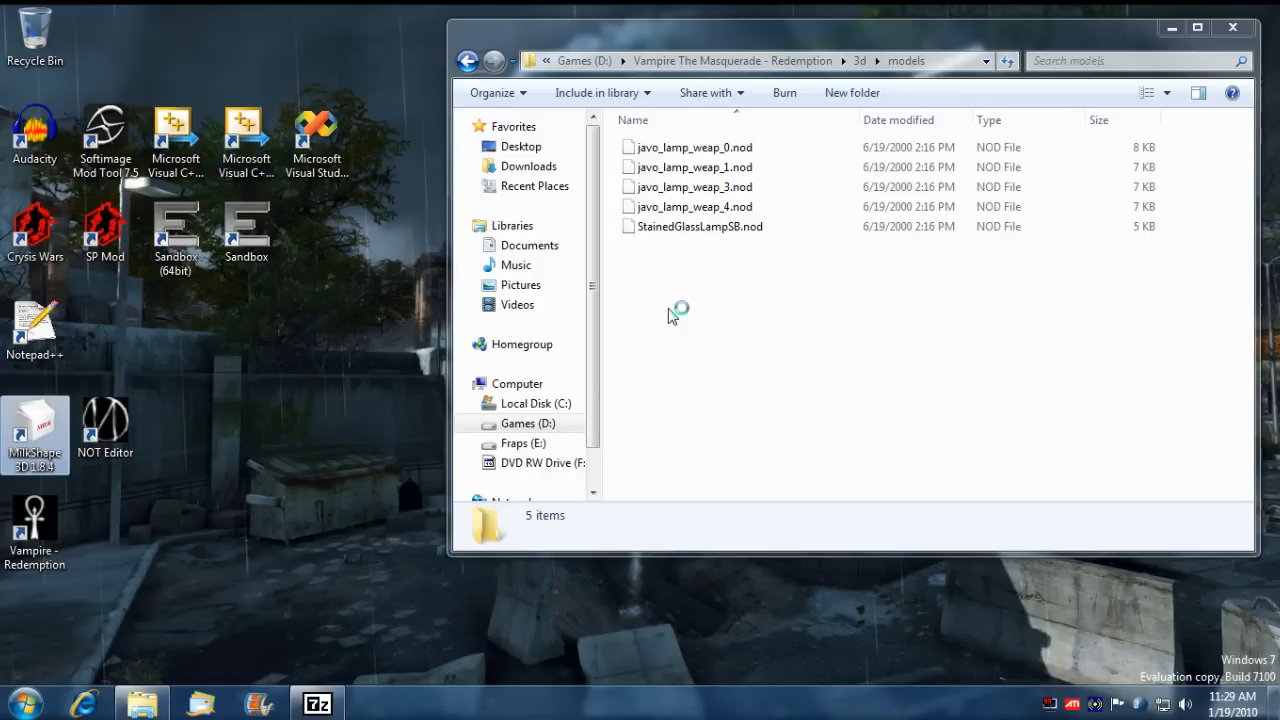 Recycle Bin
Audacity
Softimage
Mod Tool 7.5
Microsoft
Visual C+...
Microsoft
Visual C+...
Microsoft
Visual Stud...
Crysis Wars
SP Mod
Sandbox
(64bit)
Sandbox
Notepad++
MILK
MilkShape
3D 1.8.4
NOT Editor
Vampire -
Redemption
« Games (D:) Vampire The Masquerade - Redemption 3d models
Search models
Organize Include in library Share with Burn New folder
Favorites
Desktop
Downloads
Recent Places
Libraries
Documents
Music
Pictures
Videos
Homegroup
Computer
Local Disk (C:)
Games (D:)
Fraps (E:)
DVD RW Drive (F:
Name Date modified Type Size
javo_lamp_weap_0.nod 6/19/2000 2:16 PM NOD File 8 KB
javo_lamp_weap_1.nod 6/19/2000 2:16 PM NOD File 7 KB
javo_lamp_weap_3.nod 6/19/2000 2:16 PM NOD File 7 KB
javo_lamp_weap_4.nod 6/19/2000 2:16 PM NOD File 7 KB
StainedGlassLampSB.nod 6/19/2000 2:16 PM NOD File 5 KB
5 items
Windows 7
Evaluation copy. Build 7100
7z
ATI
11:29 AM
1/19/2010